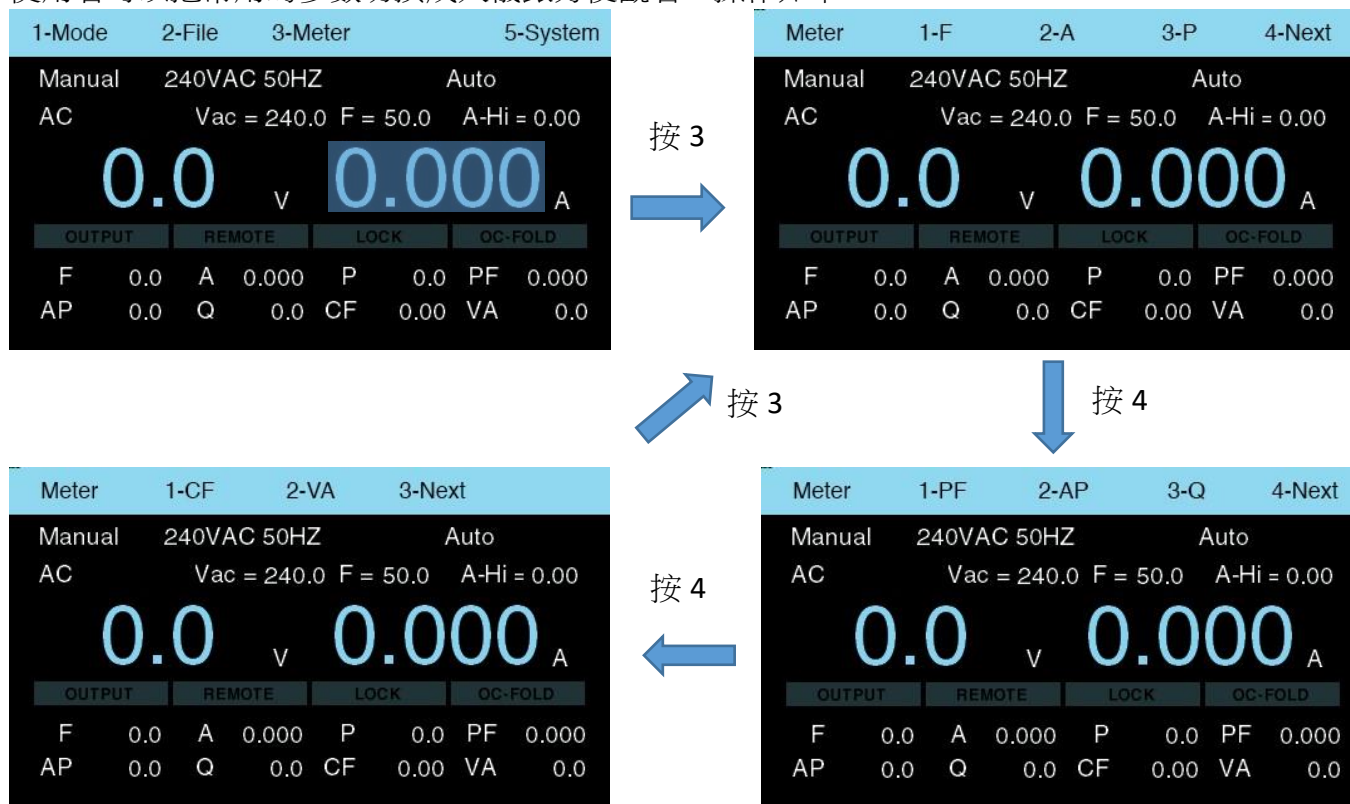 1-Mode 2-File 3-Meter 5-System
Manual 240VAC 50HZ Auto
AC Vac = 240.0 F = 50.0 A-Hi = 0.00
0.0 V 0.000 A
OUTPUT REMOTE LOCK OC-FOLD
F 0.0 A 0.000 P 0.0 PF 0.000
AP 0.0 Q 0.0 CF 0.00 VA 0.0
按 3
Meter 1-F 2-A 3-P 4-Next
Manual 240VAC 50HZ Auto
AC Vac = 240.0 F = 50.0 A-Hi = 0.00
0.0 V 0.000 A
OUTPUT REMOTE LOCK OC-FOLD
F 0.0 A 0.000 P 0.0 PF 0.000
AP 0.0 Q 0.0 CF 0.00 VA 0.0
按 3
按 4
Meter 1-CF 2-VA 3-Next
Manual 240VAC 50HZ Auto
AC Vac = 240.0 F = 50.0 A-Hi = 0.00
0.0 V 0.000 A
OUTPUT REMOTE LOCK OC-FOLD
F 0.0 A 0.000 P 0.0 PF 0.000
AP 0.0 Q 0.0 CF 0.00 VA 0.0
按 4
Meter 1-PF 2-AP 3-Q 4-Next
Manual 240VAC 50HZ Auto
AC Vac = 240.0 F = 50.0 A-Hi = 0.00
0.0 V 0.000 A
OUTPUT REMOTE LOCK OC-FOLD
F 0.0 A 0.000 P 0.0 PF 0.000
AP 0.0 Q 0.0 CF 0.00 VA 0.0